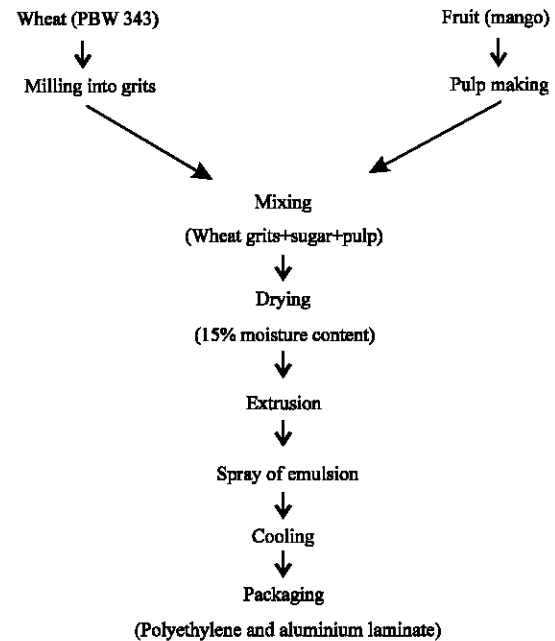 Wheat (PBW 343)
Fruit (mango)
Milling into grits
Pulp making
Mixing
(Wheat grits+sugar+pulp)
Drying
(15% moisture content)
Extrusion
Spray of emulsion
Cooling
Packaging
(Polyethylene and aluminium laminate)